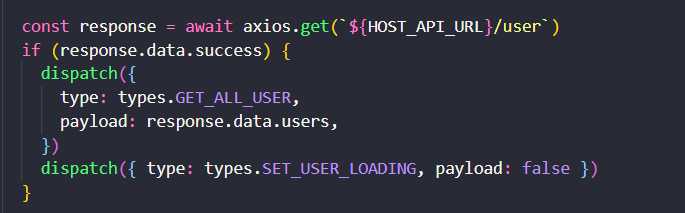 const response = await axios.get(`${HOST_API_URL}/user`)
if (response.data.success) {
  dispatch({
    type: types.GET_ALL_USER,
    payload: response.data.users,
  })
  dispatch({ type: types.SET_USER_LOADING, payload: false })
}